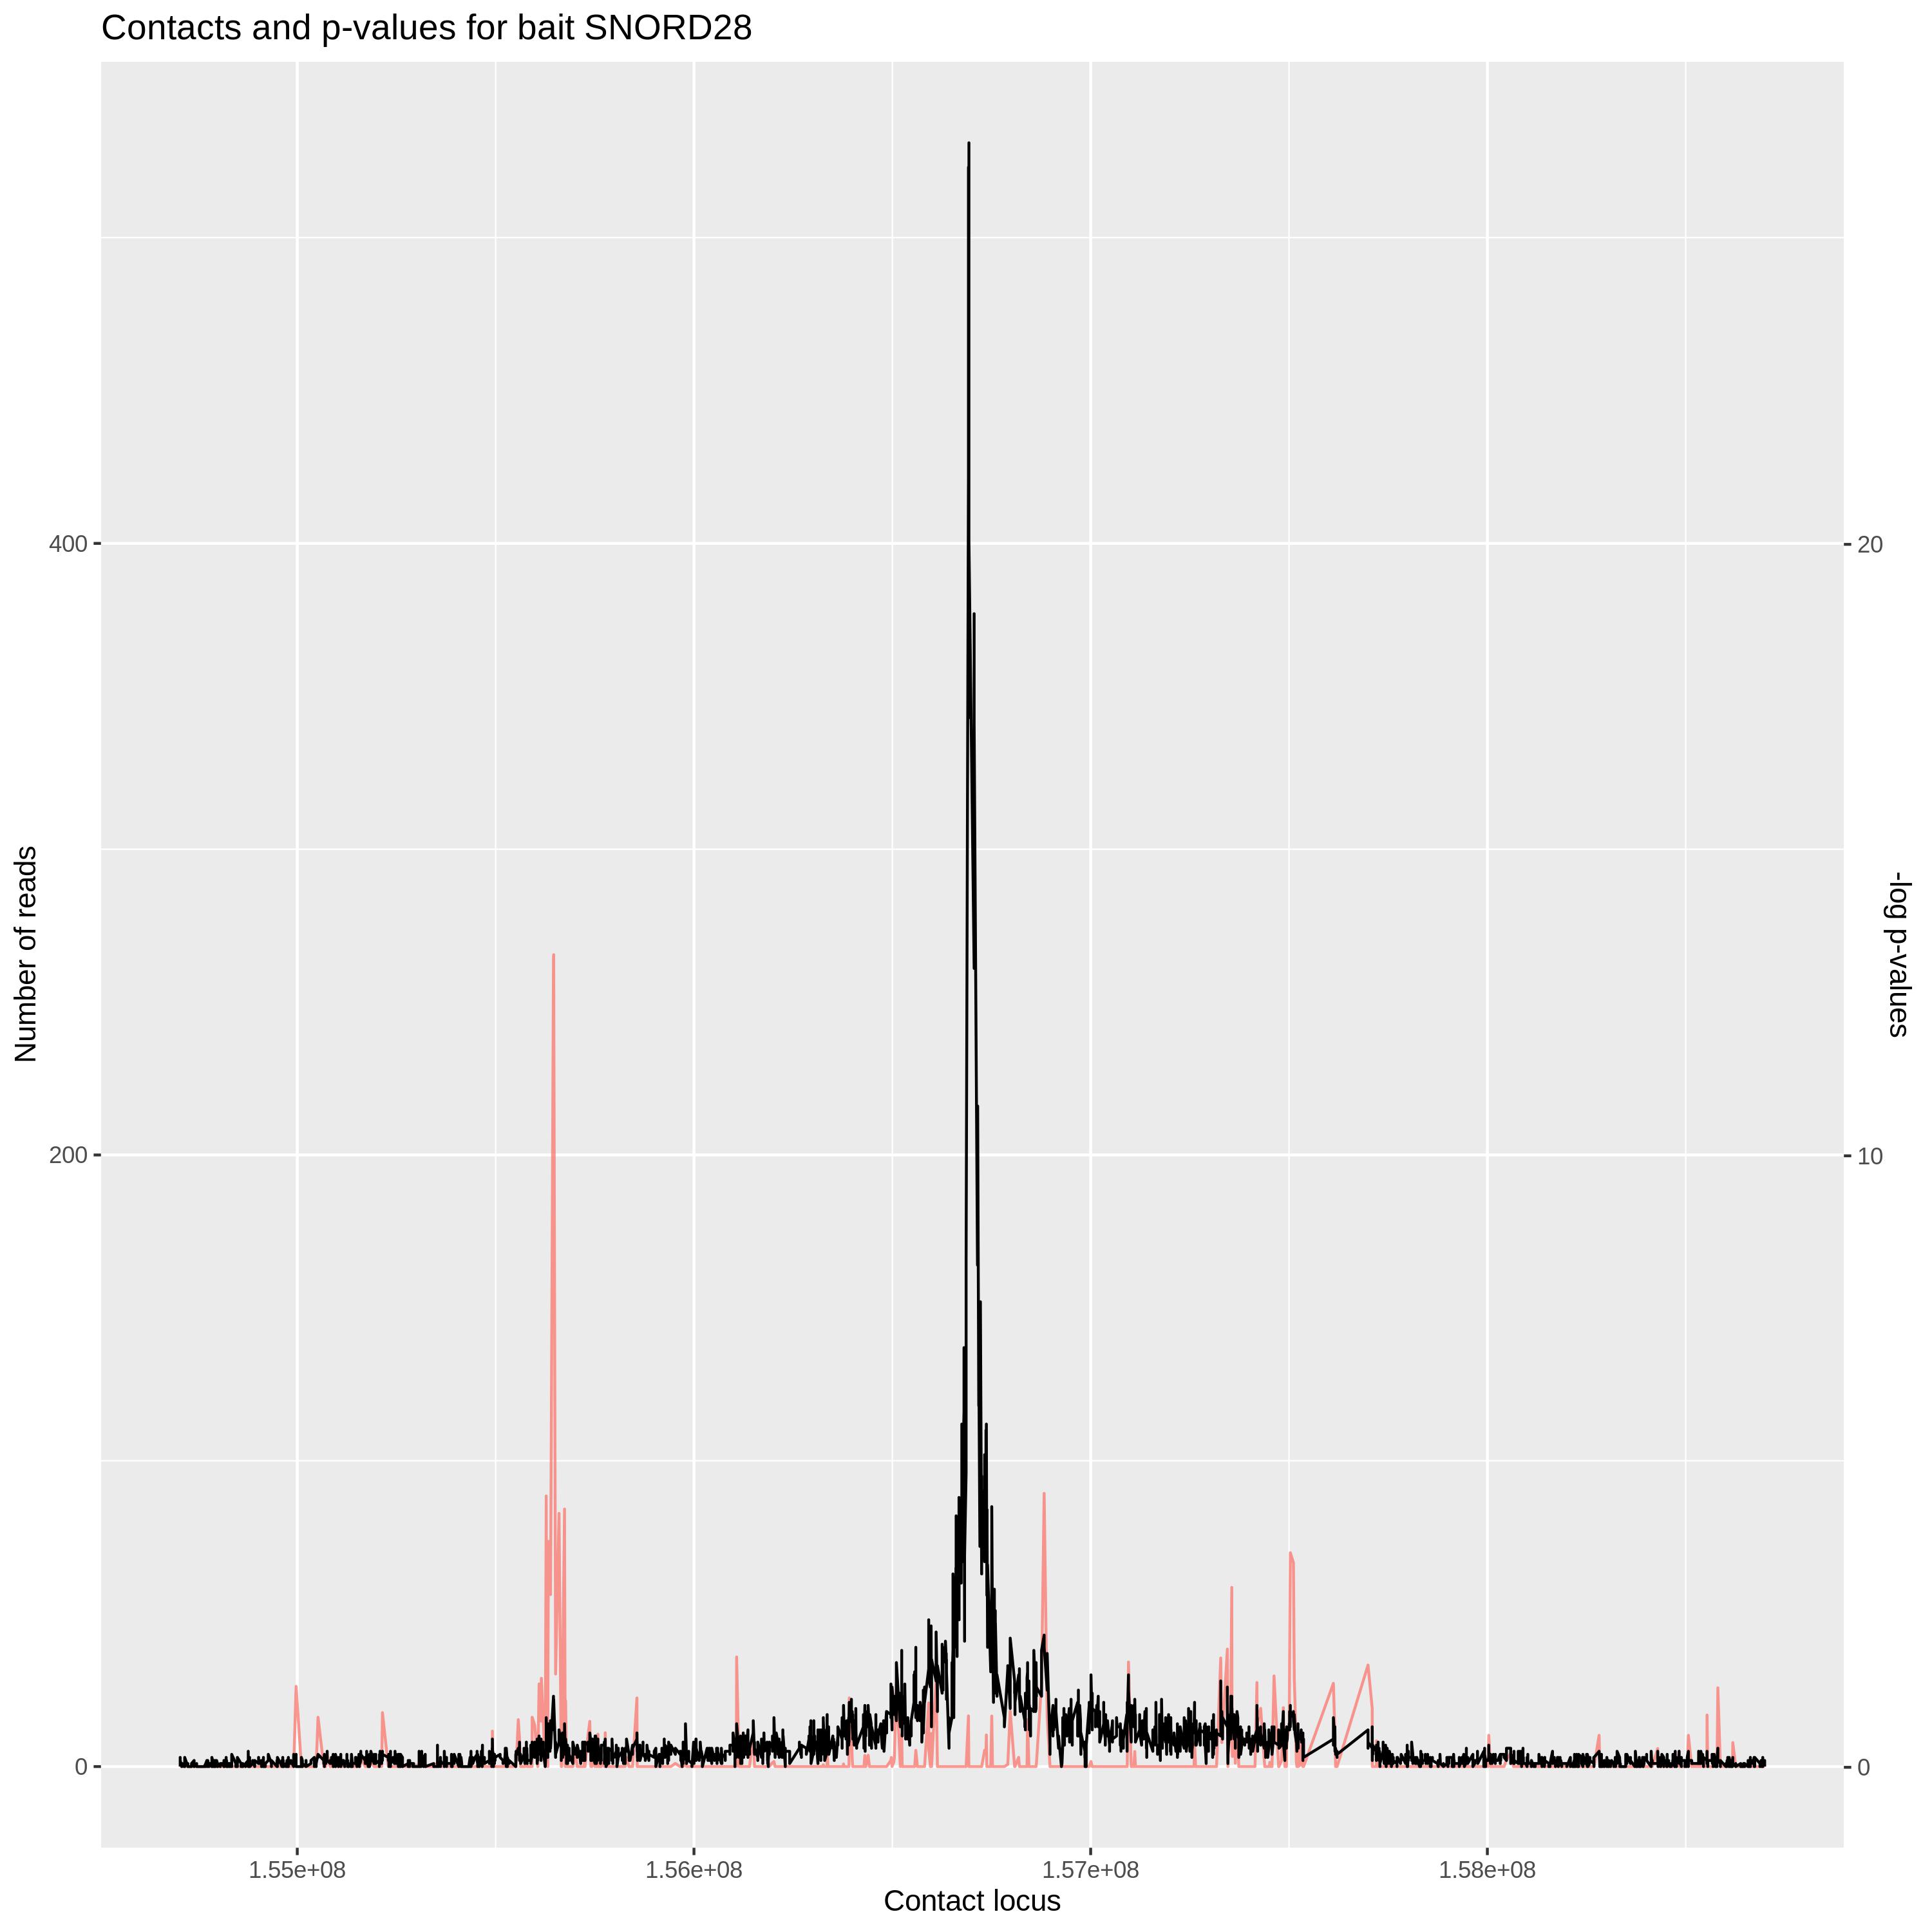 Contacts and p-values for bait SNORD28
400
200
0
Number of reads
20
10
0
-log p-values
1.55e+08
1.56e+08
1.57e+08
1.58e+08
Contact locus